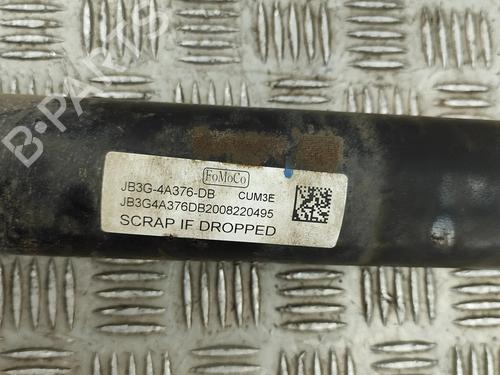 B-PARTS
FoMoCo
JB3G-4A376-DB CUM3E
JB3G4A376DB2008220495
SCRAP IF DROPPED